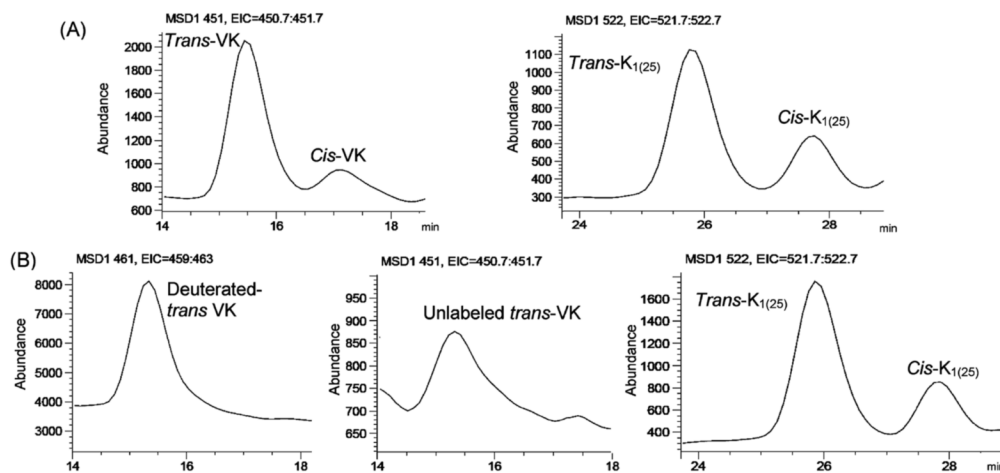 (A)
MSD1 451, EIC=450.7:451.7
Trans-VK
Cis-VK
Abundance
2000
1800
1600
1400
1200
1000
800
600
14
16
18
min
MSD1 522, EIC=521.7:522.7
Trans-K1(25)
Cis-K1(25)
Abundance
1100
1000
900
800
700
600
500
400
300
24
26
28
min
(B)
MSD1 461, EIC=459:463
Deuterated-
trans VK
Abundance
8000
7000
6000
5000
4000
3000
14
16
18
MSD1 451, EIC=450.7:451.7
Unlabeled trans-VK
Abundance
950
900
850
800
750
700
650
14
16
18
MSD1 522, EIC=521.7:522.7
Trans-K1(25)
Cis-K1(25)
Abundance
1600
1400
1200
1000
800
600
400
24
26
28
min